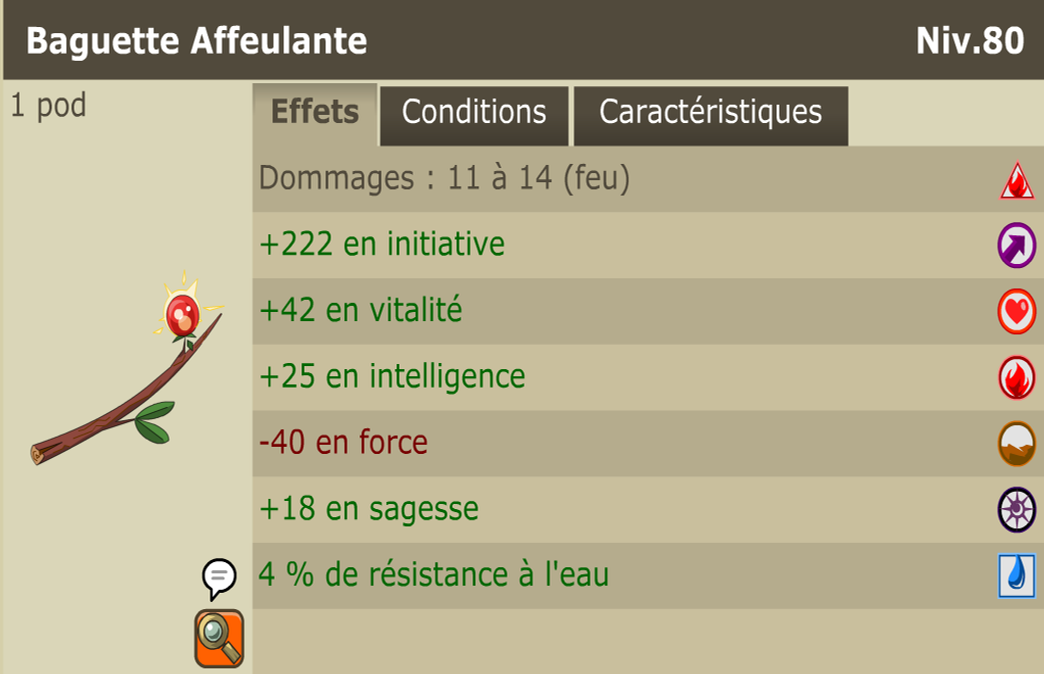 Baguette Affeulante
Niv.80
1 pod
Effets
Conditions
Caractéristiques
Dommages : 11 à 14 (feu)
+222 en initiative
+42 en vitalité
+25 en intelligence
-40 en force
+18 en sagesse
4 % de résistance à l'eau